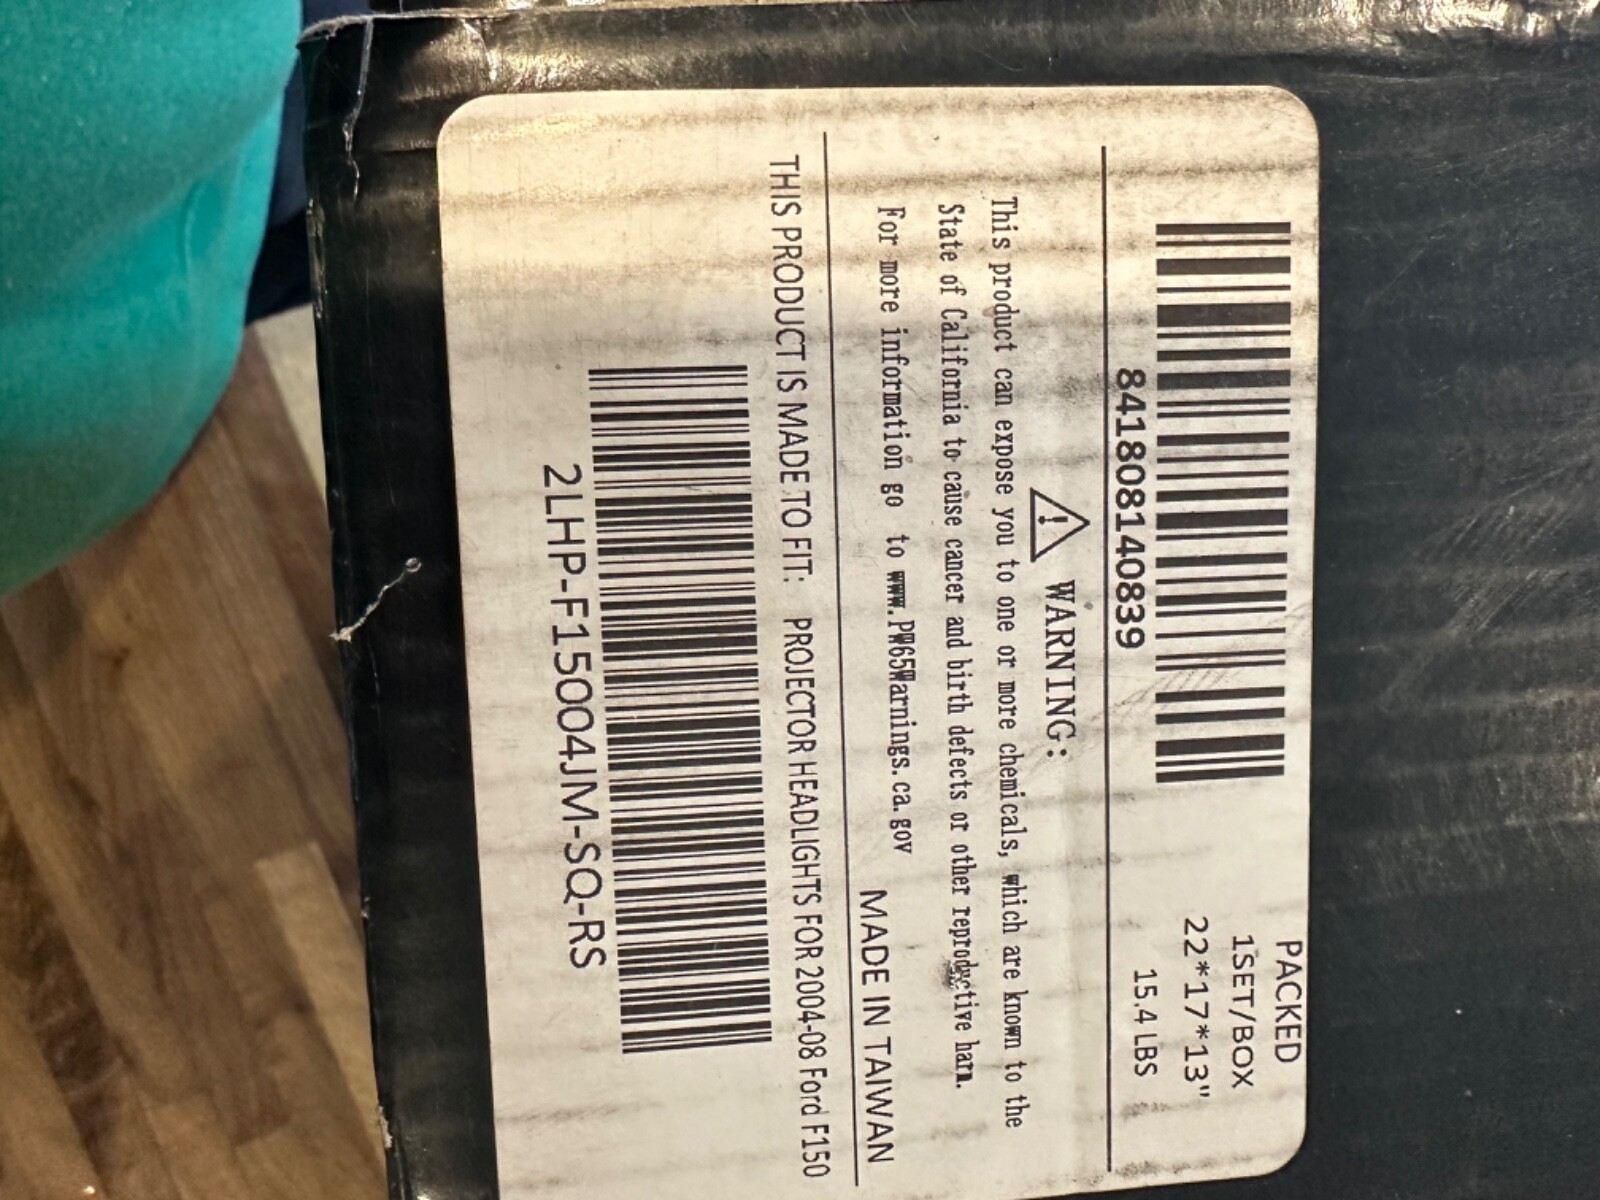 PACKED
1SET/BOX
22*17*13"
15.4 LBS
841808140839
WARNING:
This product can expose you to one or more chemicals, which are known to the
State of California to cause cancer and birth defects or other reproductive harm.
For more information go to www.PW65Warnings.ca.gov
MADE IN TAIWAN
THIS PRODUCT IS MADE TO FIT: PROJECTOR HEADLIGHTS FOR 2004-08 Ford F150
2LHP-F15004JM-SQ-RS